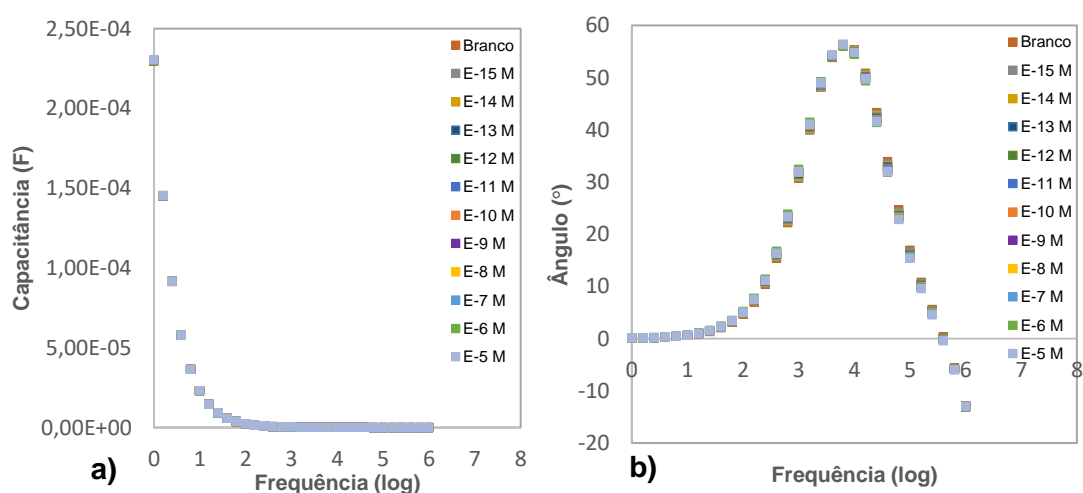 2,50E-04
2,00E-04
1,50E-04
1,00E-04
5,00E-05
0,00E+00
Capacitância (F)
0 1 2 3 4 5 6 7 8
Frequência (log)
a)
Branco
E-15 M
E-14 M
E-13 M
E-12 M
E-11 M
E-10 M
E-9 M
E-8 M
E-7 M
E-6 M
E-5 M
60
50
40
30
20
10
0
-10
-20
Ângulo (°)
0 1 2 3 4 5 6 7 8
Frequência (log)
b)
Branco
E-15 M
E-14 M
E-13 M
E-12 M
E-11 M
E-10 M
E-9 M
E-8 M
E-7 M
E-6 M
E-5 M